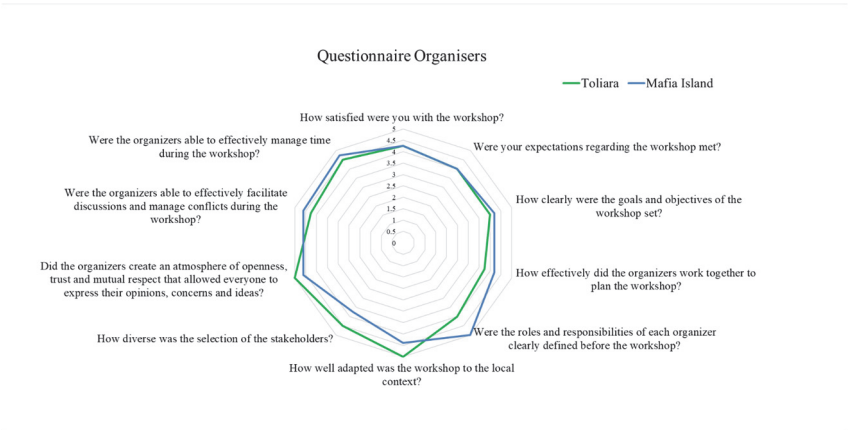 Questionnaire Organisers
Toliara Mafia Island
How satisfied were you with the workshop?
Were your expectations regarding the workshop met?
How clearly were the goals and objectives of the
workshop set?
How effectively did the organizers work together to
plan the workshop?
Were the roles and responsibilities of each organizer
clearly defined before the workshop?
How well adapted was the workshop to the local
context?
How diverse was the selection of the stakeholders?
Did the organizers create an atmosphere of openness,
trust and mutual respect that allowed everyone to
express their opinions, concerns and ideas?
Were the organizers able to effectively facilitate
discussions and manage conflicts during the
workshop?
Were the organizers able to effectively manage time
during the workshop?
5
4.5
4
3.5
3
2.5
2
1.5
1
0.5
0